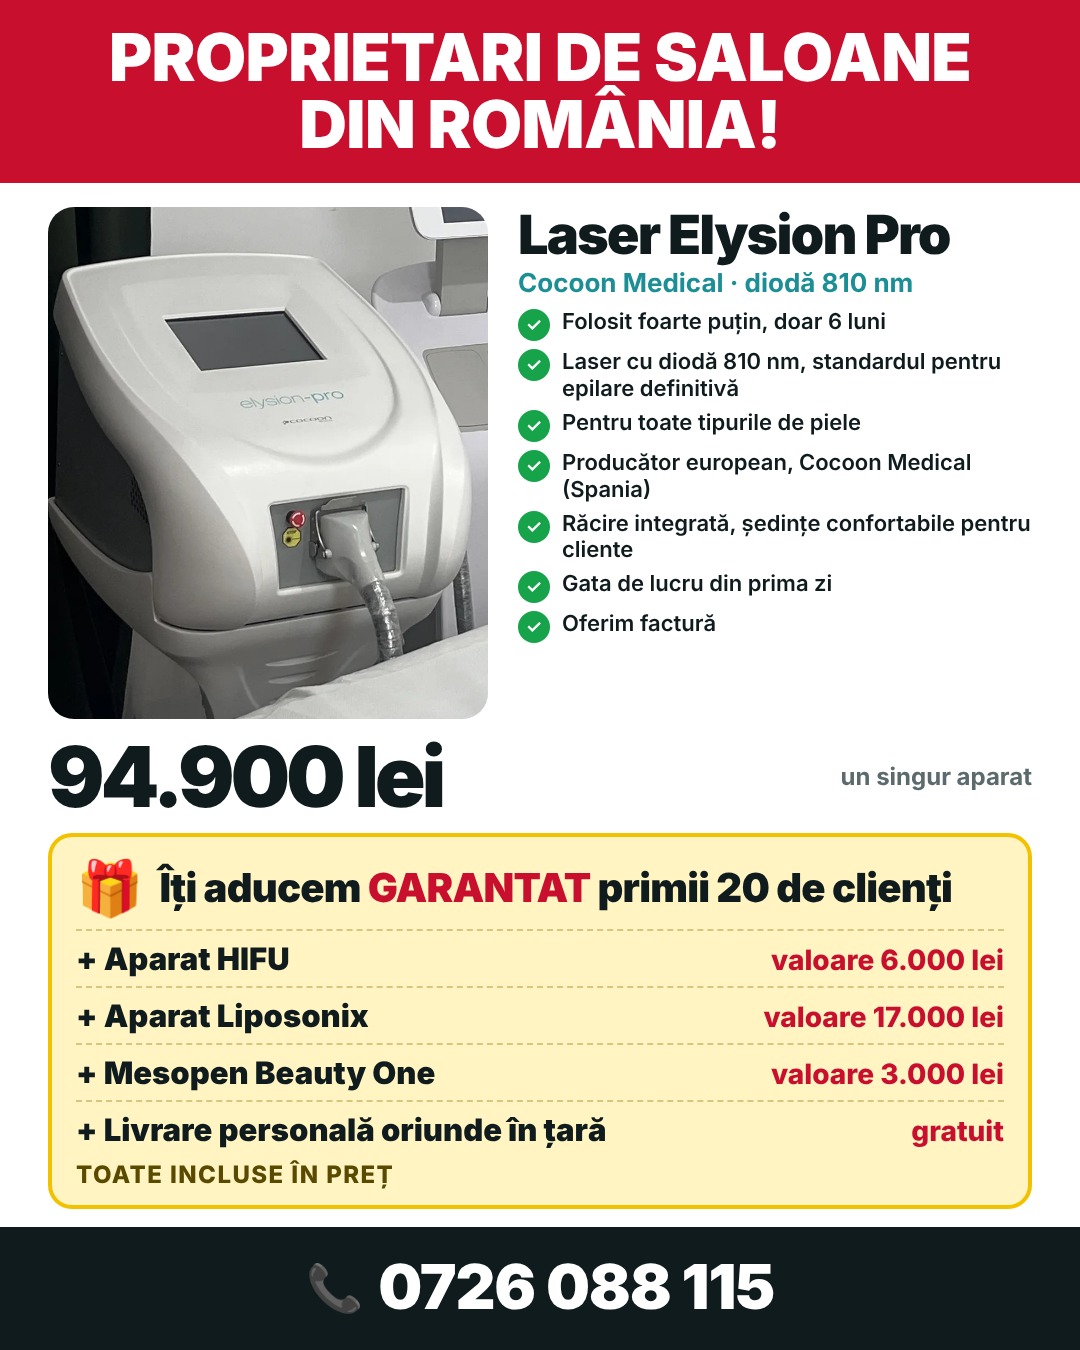 PROPRIETARI DE SALOANE
DIN ROMÂNIA!
elysion-pro
cocoon
Laser Elysion Pro
Cocoon Medical · diodă 810 nm
Folosit foarte puțin, doar 6 luni
Laser cu diodă 810 nm, standardul pentru
epilare definitivă
Pentru toate tipurile de piele
Producător european, Cocoon Medical
(Spania)
Răcire integrată, ședințe confortabile pentru
cliente
Gata de lucru din prima zi
Oferim factură
94.900 lei
un singur aparat
Îți aducem GARANTAT primii 20 de clienți
+ Aparat HIFU valoare 6.000 lei
+ Aparat Liposonix valoare 17.000 lei
+ Mesopen Beauty One valoare 3.000 lei
+ Livrare personală oriunde în țară gratuit
TOATE INCLUSE ÎN PREȚ
0726 088 115